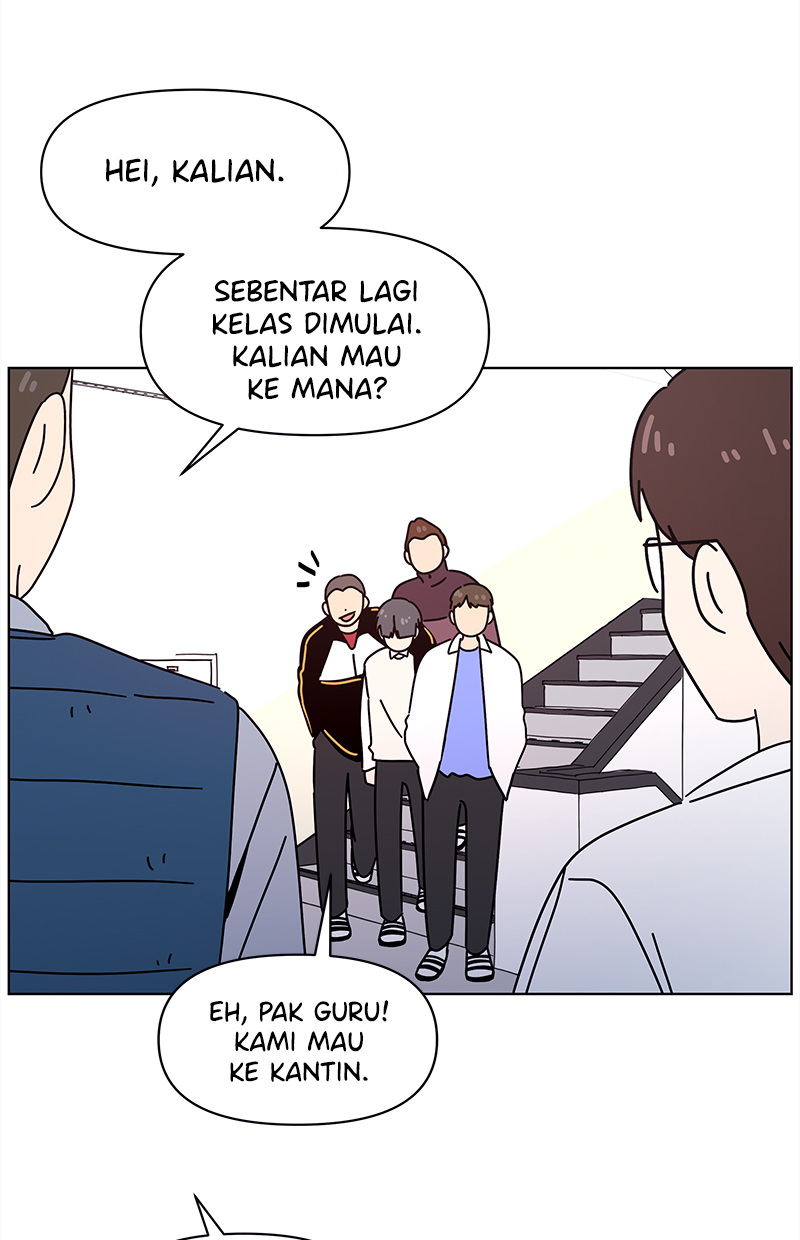 HEI, KALIAN.
SEBENTAR LAGI
KELAS DIMULAI.
KALIAN MAU
KE MANA?
EH, PAK GURU!
KAMI MAU
KE KANTIN.